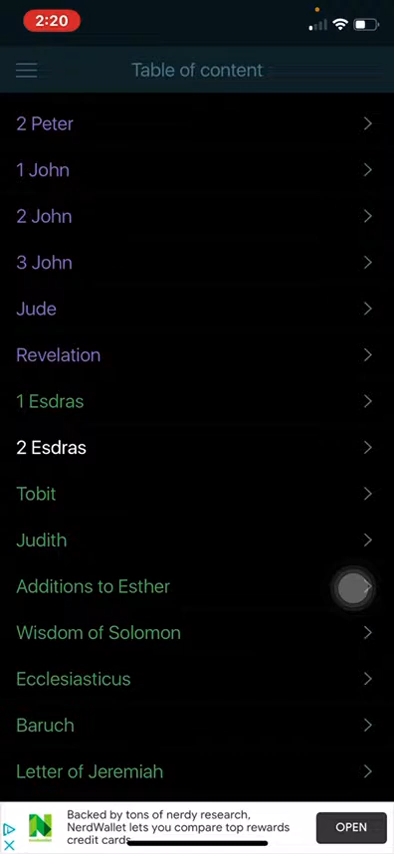 2:20
Table of content
2 Peter
1 John
2 John
3 John
Jude
Revelation
1 Esdras
2 Esdras
Tobit
Judith
Additions to Esther
Wisdom of Solomon
Ecclesiasticus
Baruch
Letter of Jeremiah
Backed by tons of nerdy research,
NerdWallet lets you compare top rewards
credit cards
OPEN